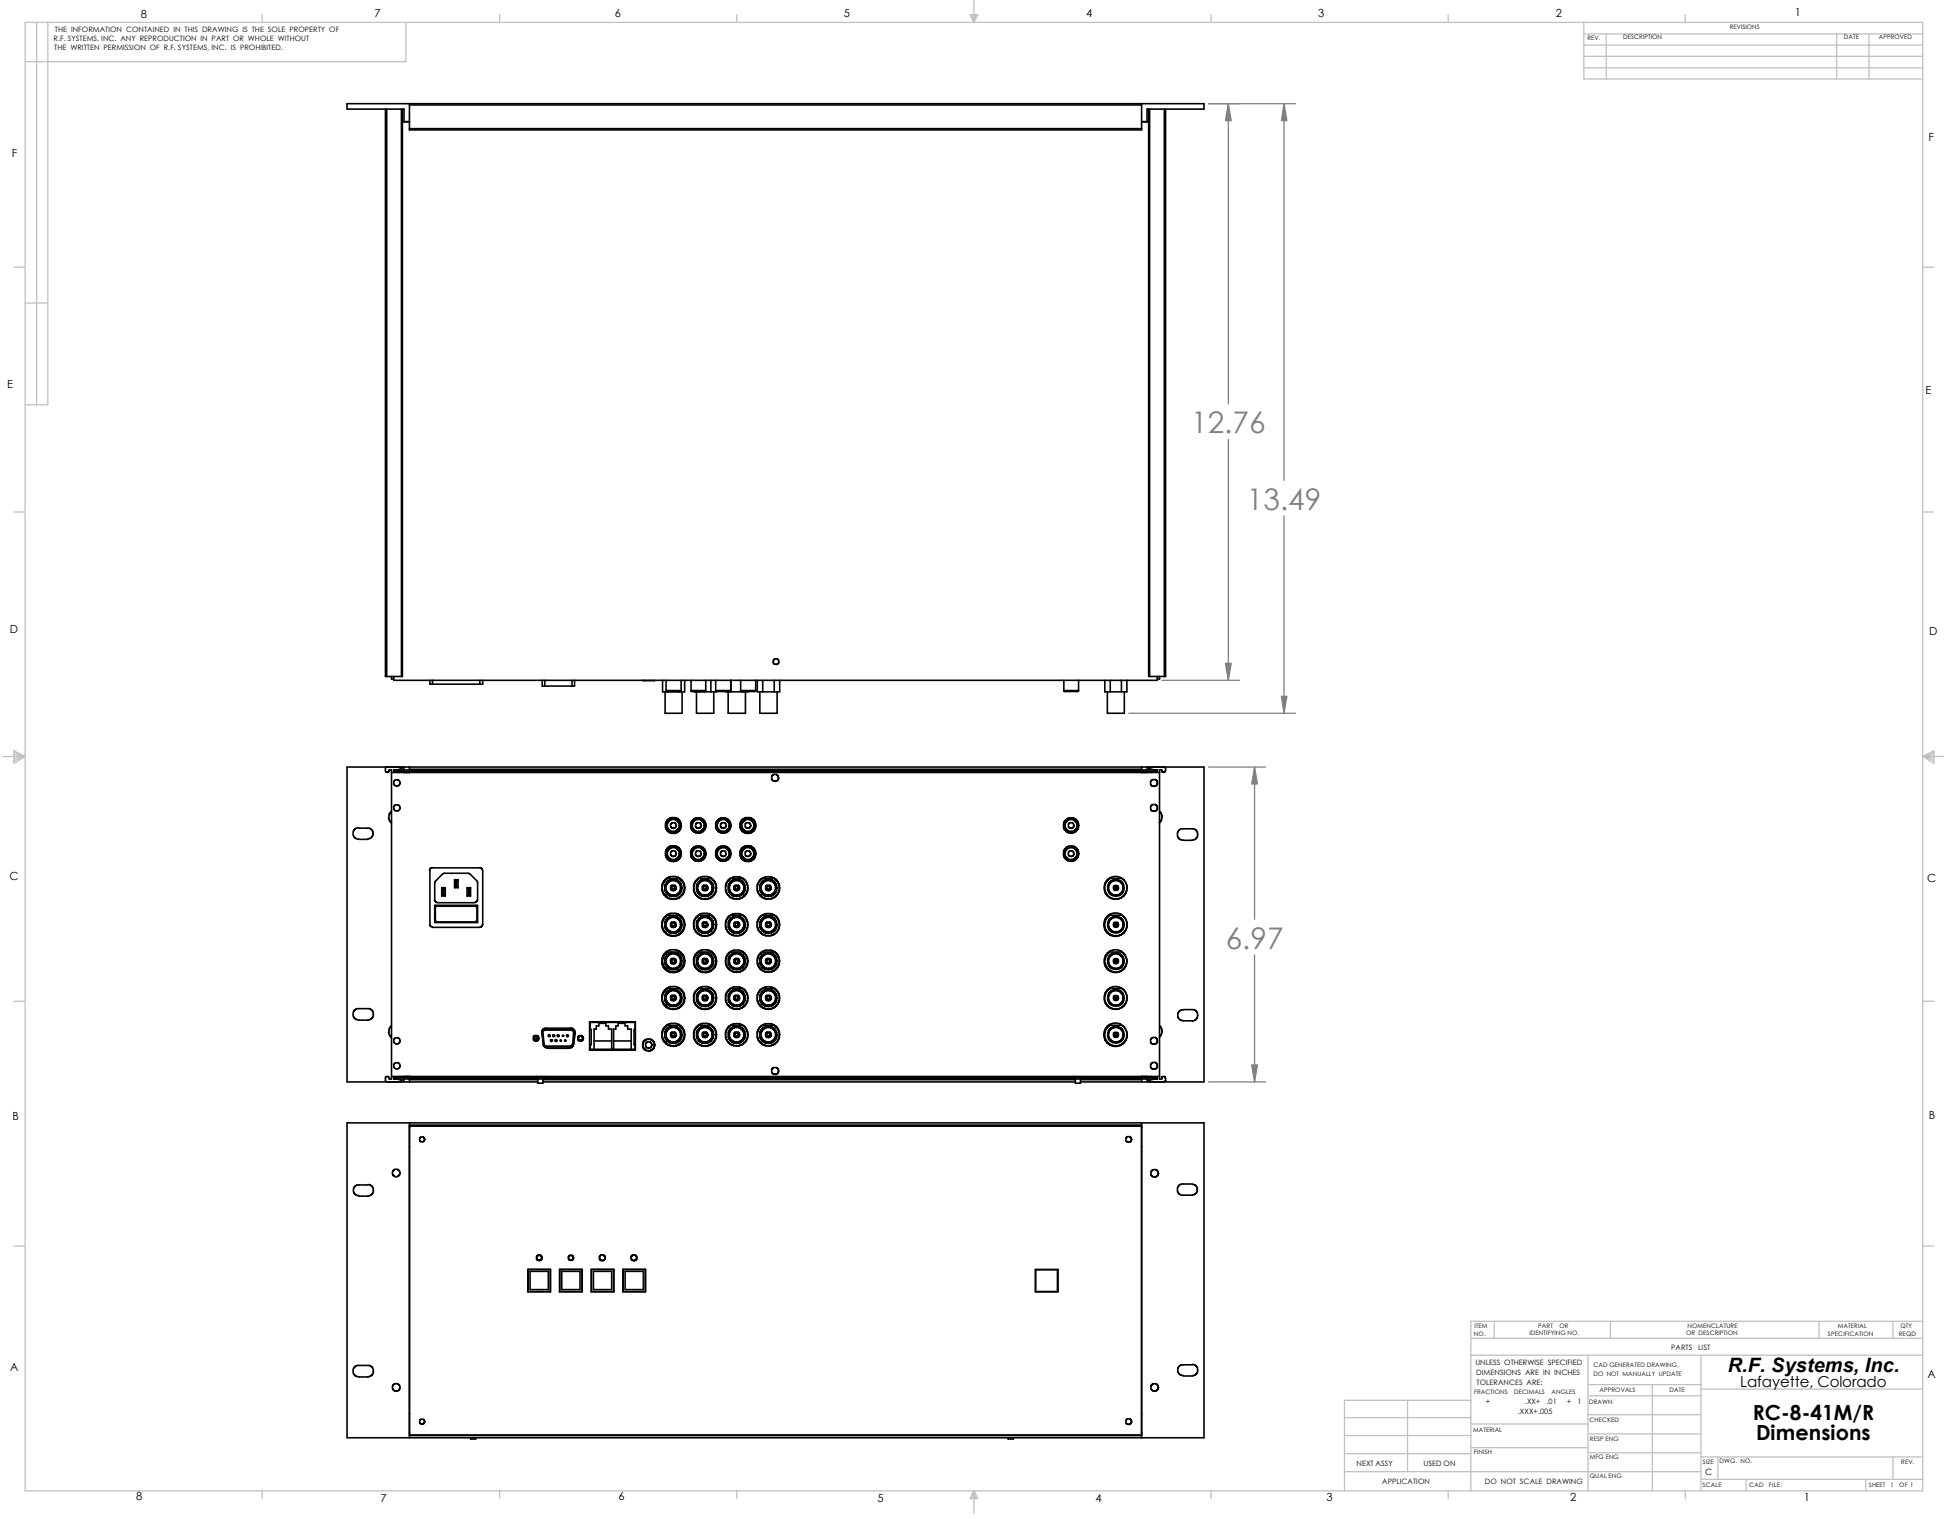 8 7 6 5 4 3 2 1
THE INFORMATION CONTAINED IN THIS DRAWING IS THE SOLE PROPERTY OF
R.F. SYSTEMS, INC. ANY REPRODUCTION IN PART OR WHOLE WITHOUT
THE WRITTEN PERMISSION OF R.F. SYSTEMS, INC. IS PROHIBITED.
REVISIONS
REV. DESCRIPTION DATE APPROVED
F F
E E
12.76
13.49
D D
C C
6.97
B B
A A
ITEM NO. PART OR IDENTIFYING NO. NOMENCLATURE OR DESCRIPTION MATERIAL SPECIFICATION QTY REQD
PARTS LIST
UNLESS OTHERWISE SPECIFIED
DIMENSIONS ARE IN INCHES
TOLERANCES ARE:
FRACTIONS DECIMALS ANGLES
+ .XX+ .01 + 1
.XXX+.005
MATERIAL
FINISH
DO NOT SCALE DRAWING
CAD GENERATED DRAWING,
DO NOT MANUALLY UPDATE
APPROVALS DATE
DRAWN
CHECKED
RESP ENG
MFG ENG
QUAL ENG
R.F. Systems, Inc.
Lafayette, Colorado
RC-8-41M/R
Dimensions
SIZE DWG. NO. REV.
C
SCALE CAD FILE: SHEET 1 OF 1
NEXT ASSY USED ON
APPLICATION
8 7 6 5 4 3 2 1